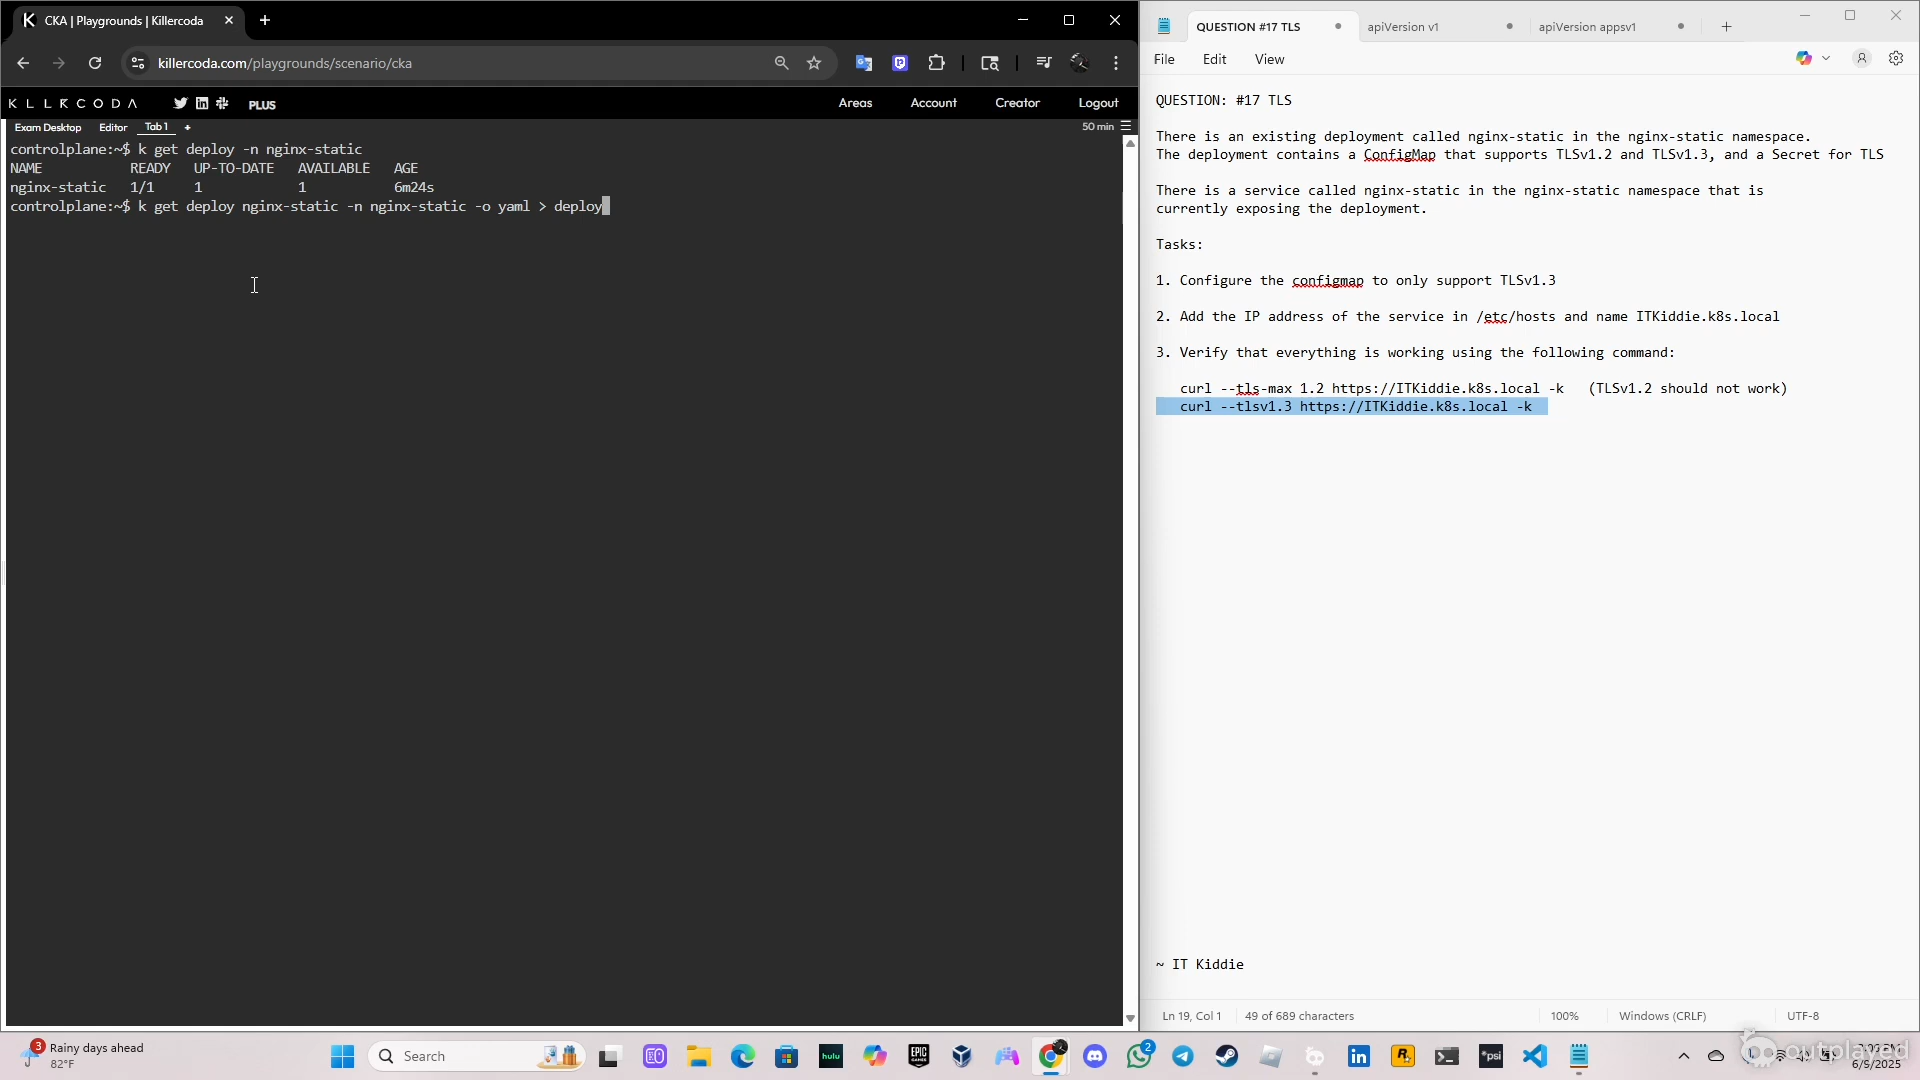 CKA | Playgrounds | Killercoda
killercoda.com/playgrounds/scenario/cka
KLLRCODA
PLUS
Areas
Account
Creator
Logout
Exam Desktop
Editor
Tab 1
+
50 min
controlplane:~$ k get deploy -n nginx-static
NAME READY UP-TO-DATE AVAILABLE AGE
nginx-static 1/1 1 1 6m24s
controlplane:~$ k get deploy nginx-static -n nginx-static -o yaml > deploy
QUESTION #17 TLS
apiVersion v1
apiVersion appsv1
File
Edit
View
QUESTION: #17 TLS
There is an existing deployment called nginx-static in the nginx-static namespace.
The deployment contains a ConfigMap that supports TLSv1.2 and TLSv1.3, and a Secret for TLS
There is a service called nginx-static in the nginx-static namespace that is
currently exposing the deployment.
Tasks:
1. Configure the configmap to only support TLSv1.3
2. Add the IP address of the service in /etc/hosts and name ITKiddie.k8s.local
3. Verify that everything is working using the following command:
curl --tls-max 1.2 https://ITKiddie.k8s.local -k (TLSv1.2 should not work)
curl --tlsv1.3 https://ITKiddie.k8s.local -k
~ IT Kiddie
Ln 19, Col 1
49 of 689 characters
100%
Windows (CRLF)
UTF-8
3
Rainy days ahead
82°F
Search
hulu
EPIC
GAMES
2
*psi
outplayed
6/9/2025